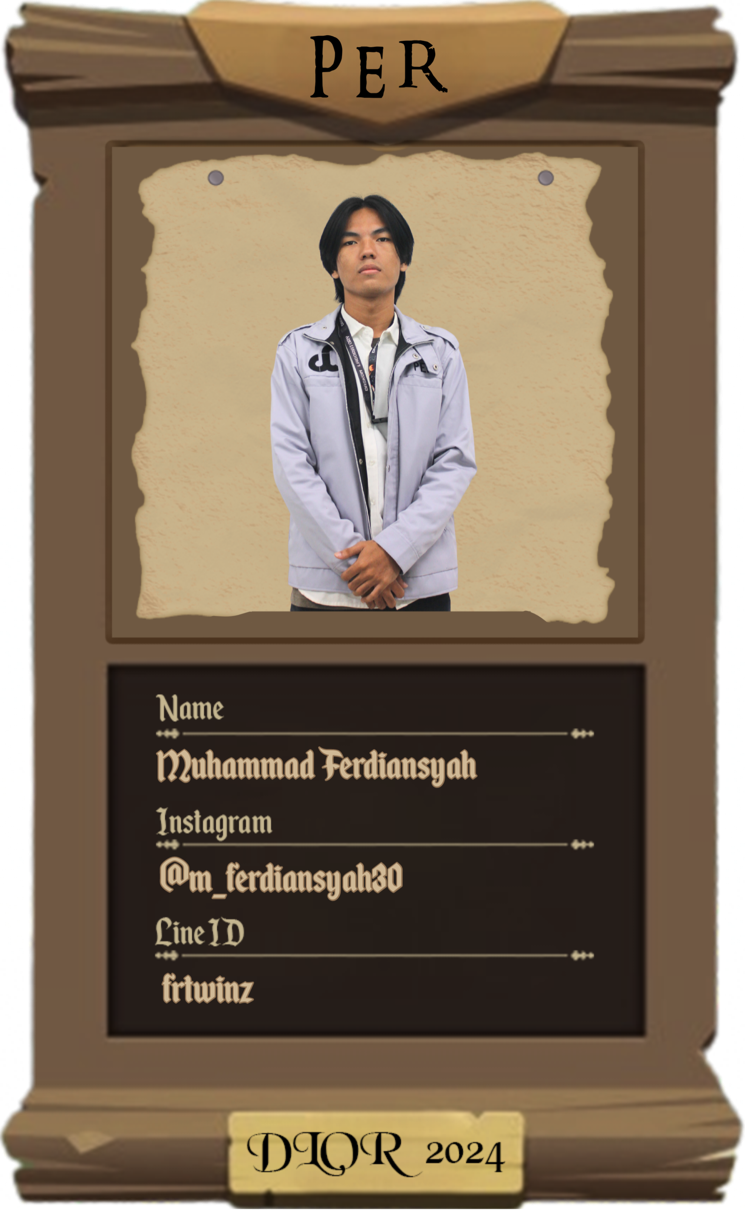 PER
Name
Muhammad Ferdiansyah
Instagram
@m_ferdiansyah30
Line ID
frtwinz
DLOR 2024